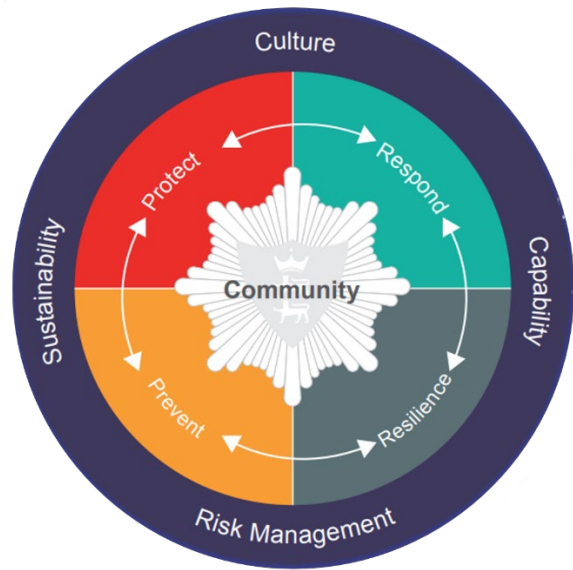 Culture
Protect
Respond
Sustainability
Community
Capability
Prevent
Resilience
Risk Management